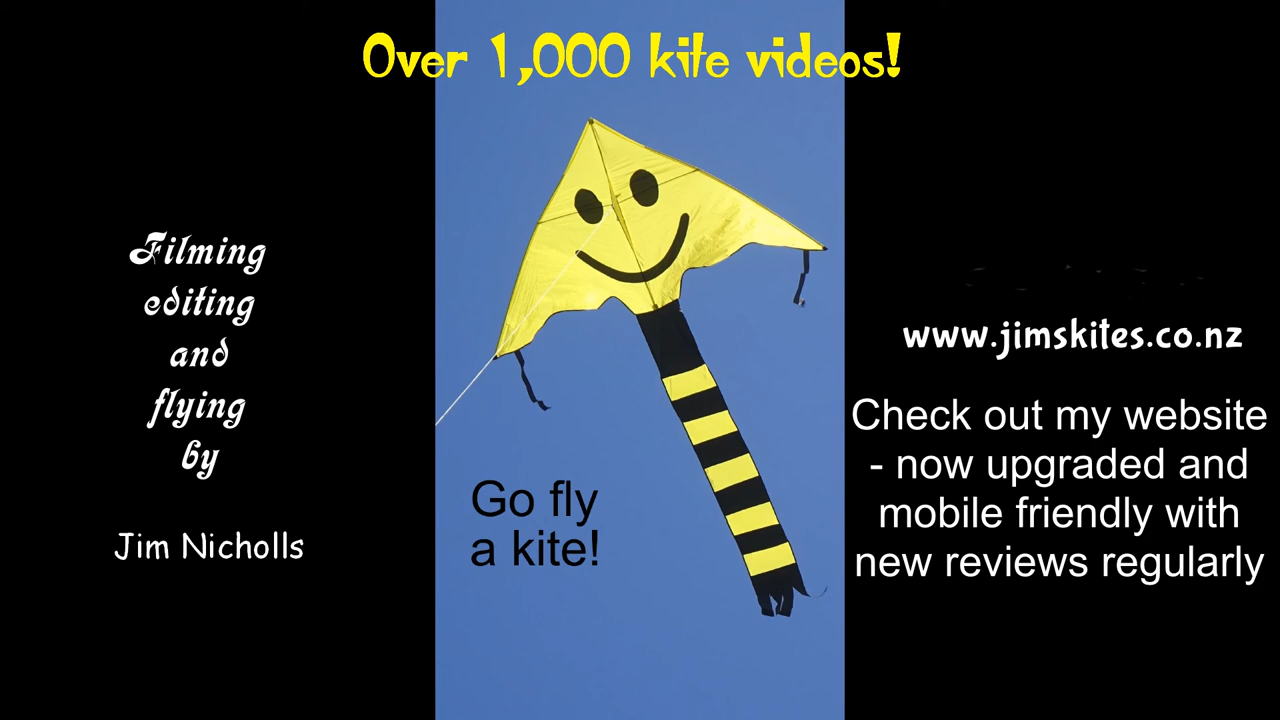 Over 1,000 kite videos!
Filming
editing
and
flying
by
Jim Nicholls
Go fly
a kite!
www.jimskites.co.nz
Check out my website
- now upgraded and
mobile friendly with
new reviews regularly